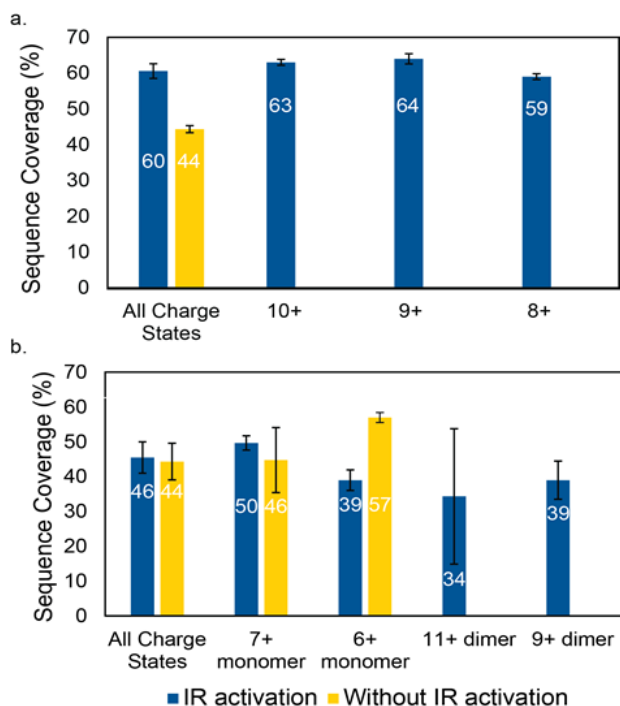 a.
Sequence Coverage (%)
70
60
50
40
30
20
10
0
60
44
63
64
59
All Charge
States
10+
9+
8+
b.
Sequence Coverage (%)
70
60
50
40
30
20
10
0
46
44
50
46
39
57
34
39
All Charge
States
7+
monomer
6+
monomer
11+ dimer
9+ dimer
IR activation
Without IR activation